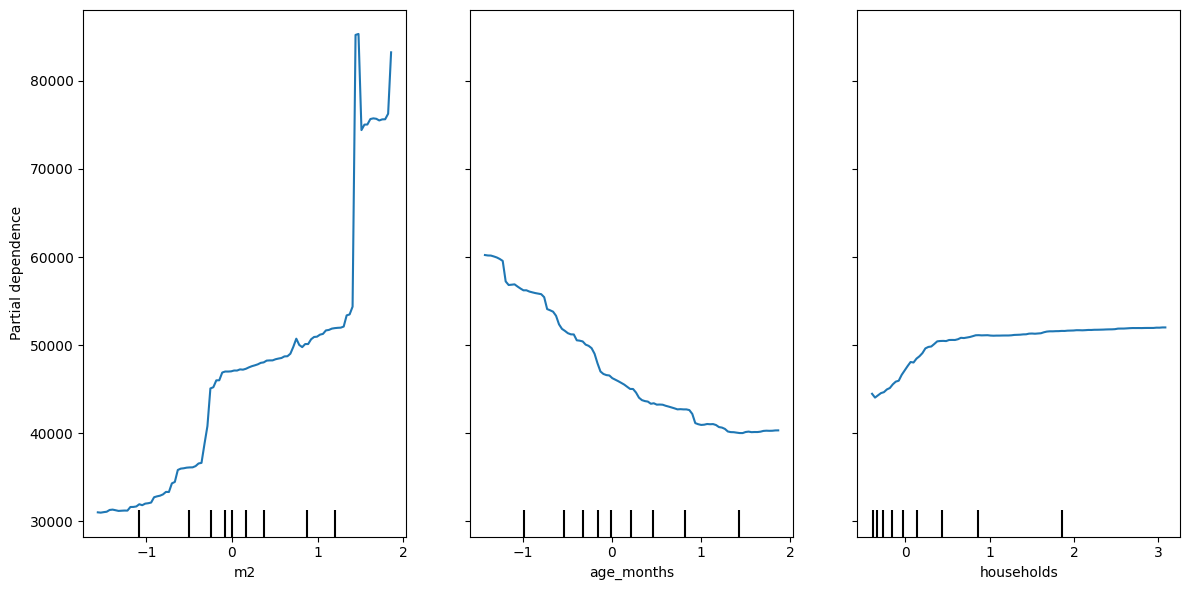 Partial dependence
80000
70000
60000
50000
40000
30000
−1 0 1 2
m2
−1 0 1 2
age_months
0 1 2 3
households